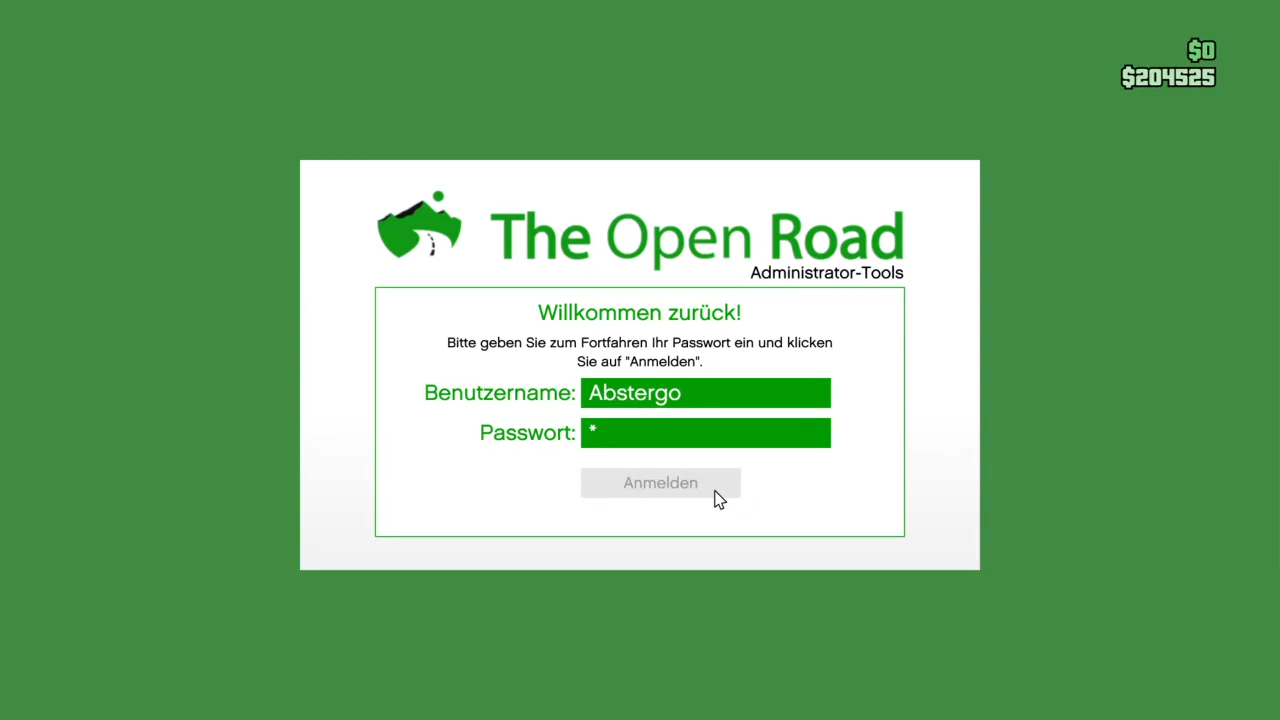 $0
$204525
The Open Road
Administrator-Tools
Willkommen zurück!
Bitte geben Sie zum Fortfahren Ihr Passwort ein und klicken
Sie auf "Anmelden".
Benutzername: Abstergo
Passwort: *
Anmelden